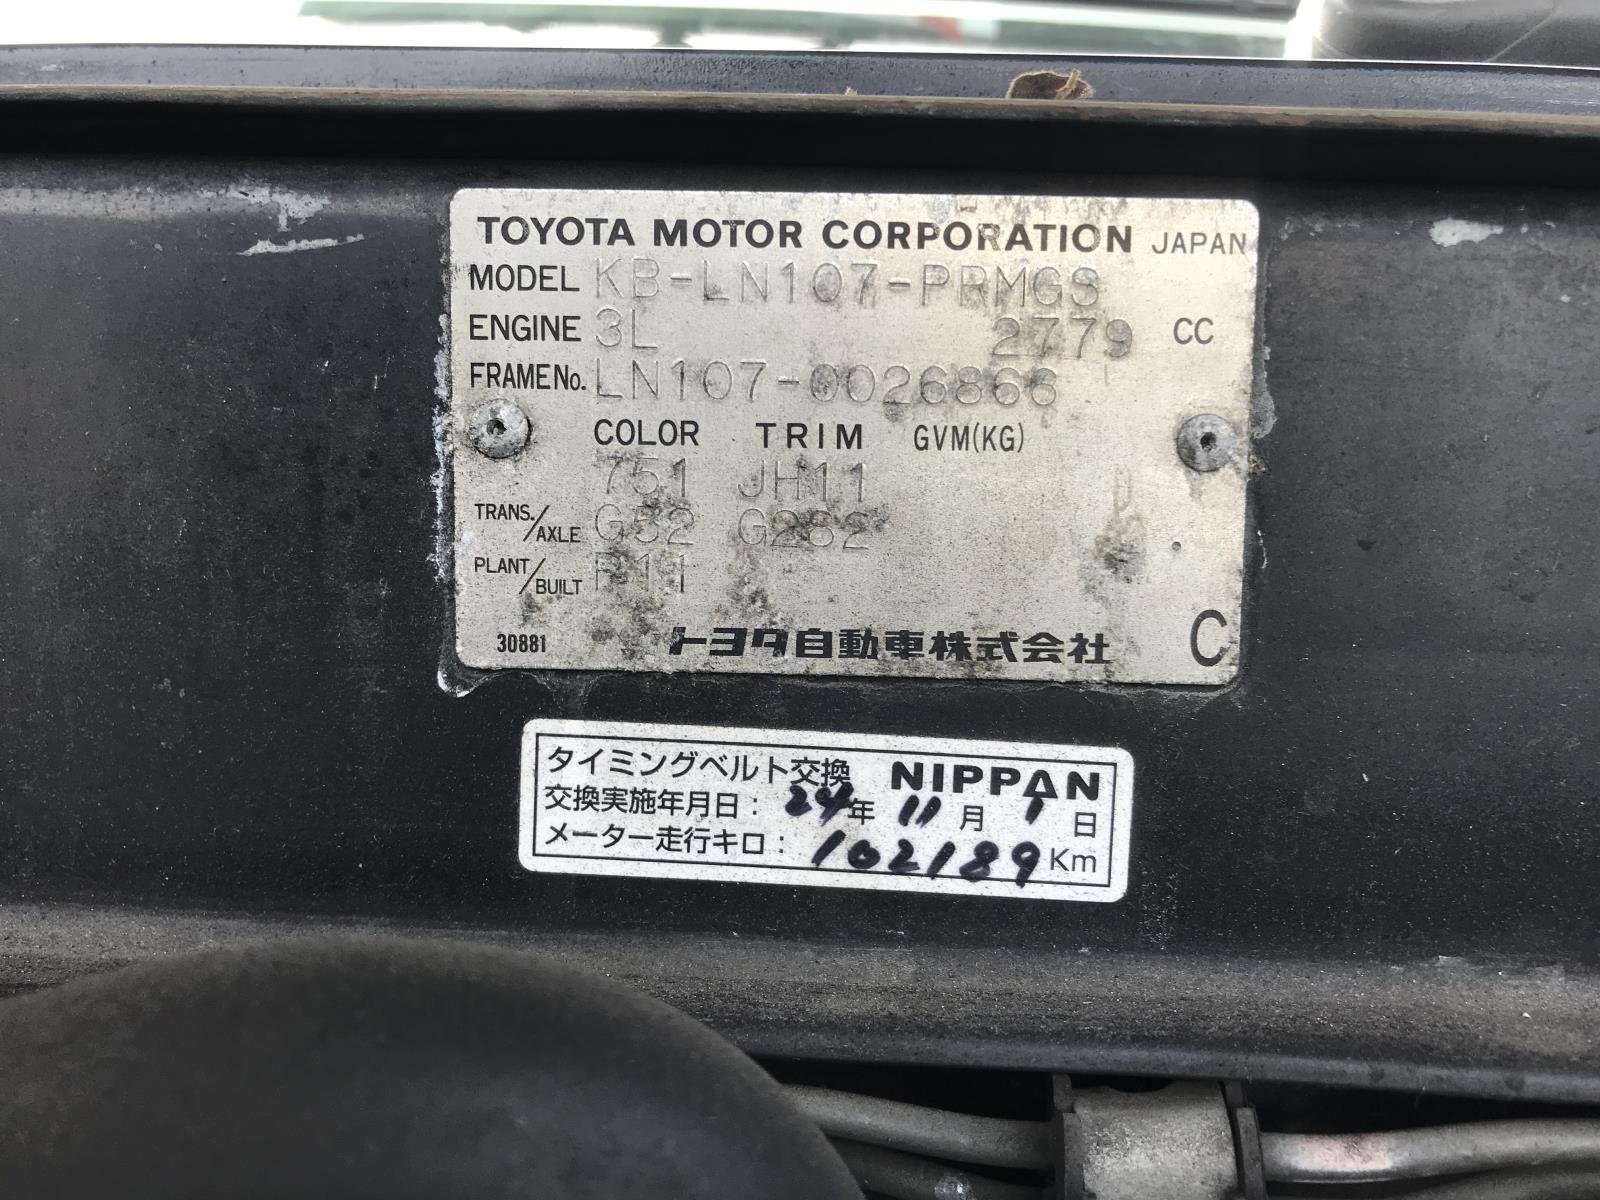 TOYOTA MOTOR CORPORATION JAPAN
MODEL KB-LN107-PRMGS
ENGINE 3L 2779 CC
FRAME No. LN107-0026866
COLOR TRIM GVM(KG)
751 JH11
TRANS./AXLE G52 G282
PLANT/BUILT P11
30881 トヨタ自動車株式会社 C
タイミングベルト交換 NIPPAN
交換実施年月日: 24年 11月 1日
メーター走行キロ: 102189Km